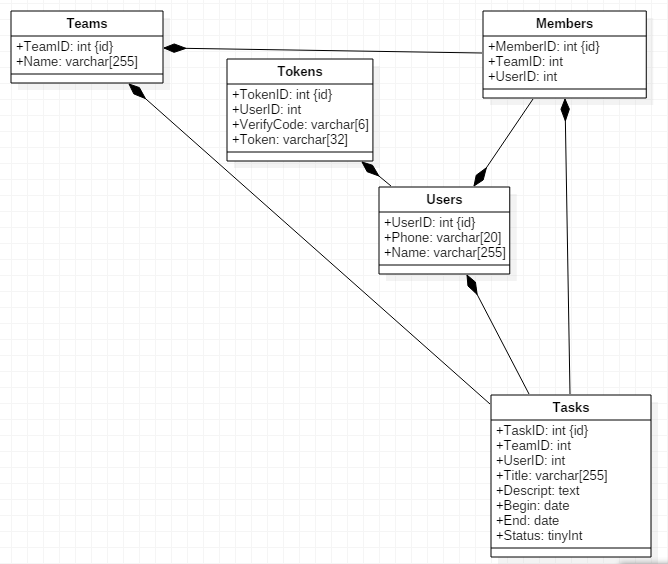 Teams
+TeamID: int {id}
+Name: varchar[255]
Members
+MemberID: int {id}
+TeamID: int
+UserID: int
Tokens
+TokenID: int {id}
+UserID: int
+VerifyCode: varchar[6]
+Token: varchar[32]
Users
+UserID: int {id}
+Phone: varchar[20]
+Name: varchar[255]
Tasks
+TaskID: int {id}
+TeamID: int
+UserID: int
+Title: varchar[255]
+Descript: text
+Begin: date
+End: date
+Status: tinyInt